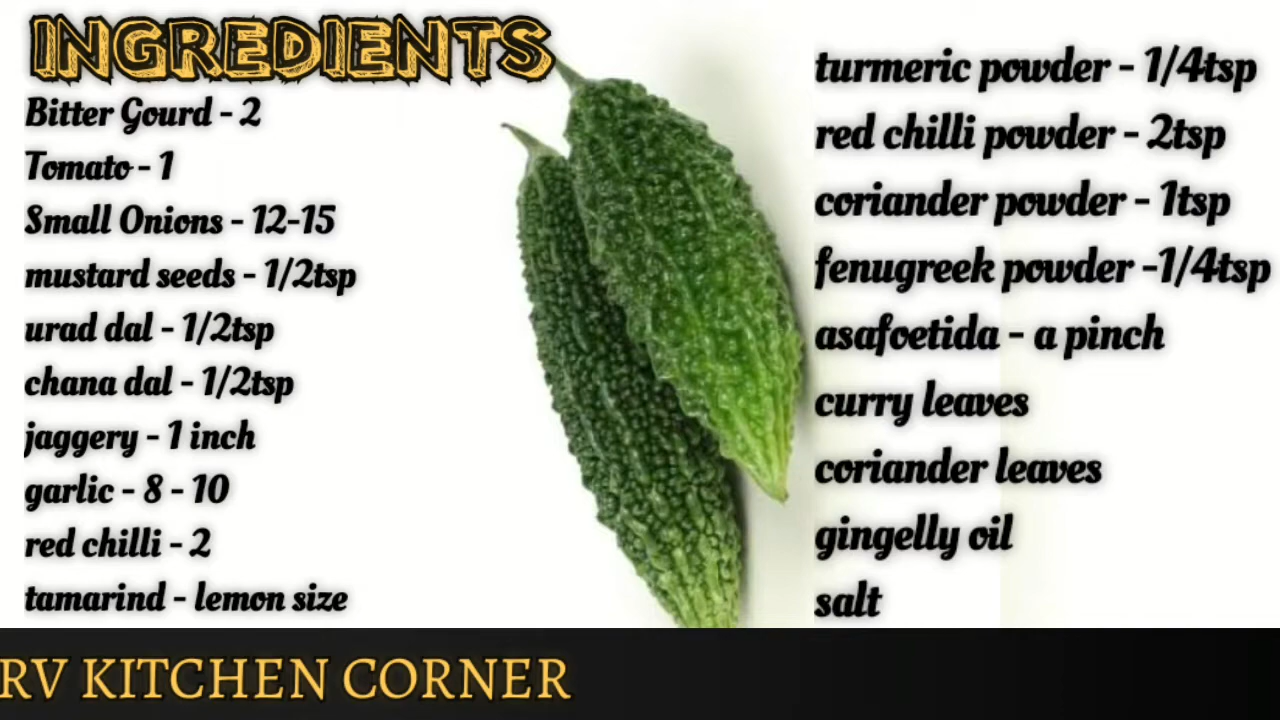 INGREDIENTS
Bitter Gourd - 2
Tomato - 1
Small Onions - 12-15
mustard seeds - 1/2tsp
urad dal - 1/2tsp
chana dal - 1/2tsp
jaggery - 1 inch
garlic - 8 - 10
red chilli - 2
tamarind - lemon size
turmeric powder - 1/4tsp
red chilli powder - 2tsp
coriander powder - 1tsp
fenugreek powder -1/4tsp
asafoetida - a pinch
curry leaves
coriander leaves
gingelly oil
salt
RV KITCHEN CORNER